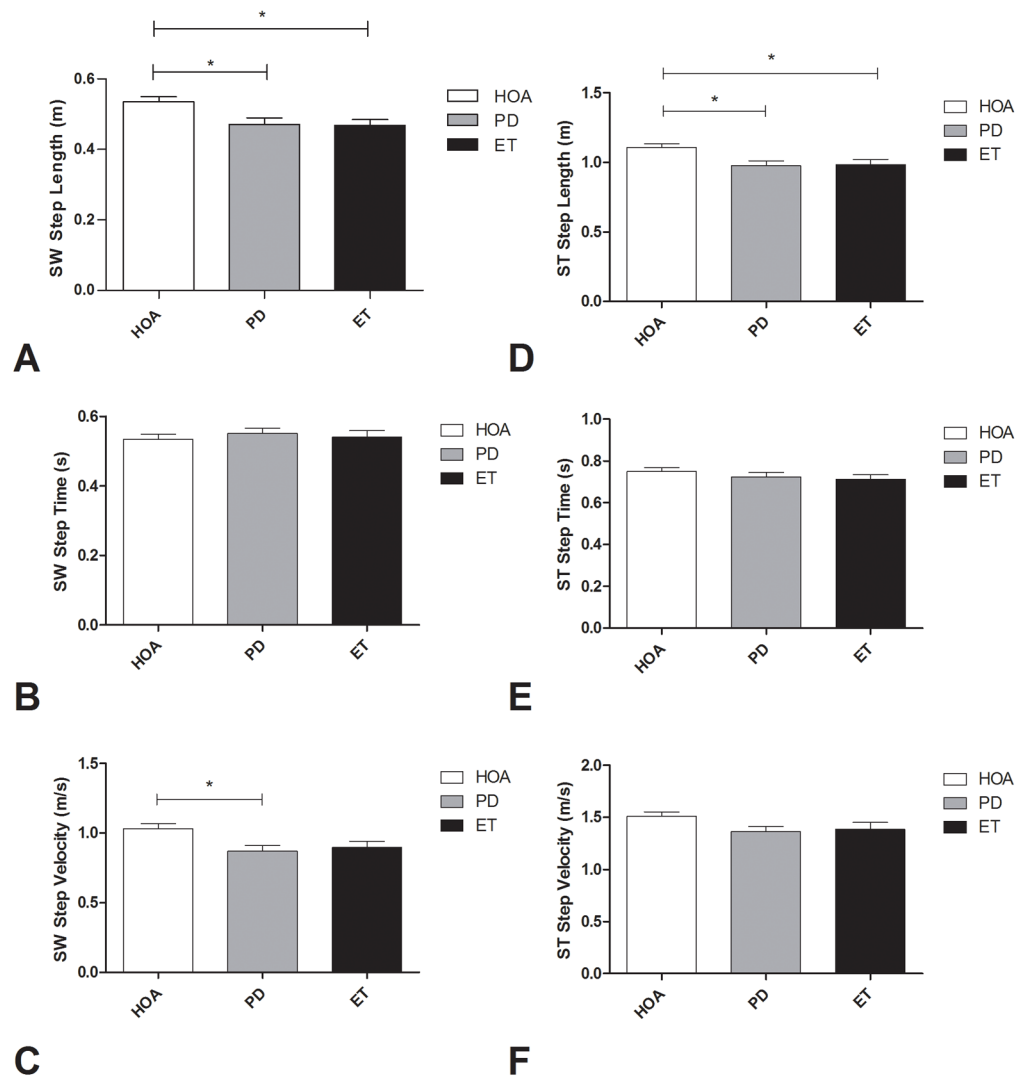 *
*
0.6
0.4
0.2
0.0
SW Step Length (m)
HOA
PD
ET
HOA
PD
ET
A
*
*
1.5
1.0
0.5
0.0
ST Step Length (m)
HOA
PD
ET
HOA
PD
ET
D
0.6
0.4
0.2
0.0
SW Step Time (s)
HOA
PD
ET
HOA
PD
ET
B
1.0
0.8
0.6
0.4
0.2
0.0
ST Step Time (s)
HOA
PD
ET
HOA
PD
ET
E
*
1.5
1.0
0.5
0.0
SW Step Velocity (m/s)
HOA
PD
ET
HOA
PD
ET
C
2.0
1.5
1.0
0.5
0.0
ST Step Velocity (m/s)
HOA
PD
ET
HOA
PD
ET
F